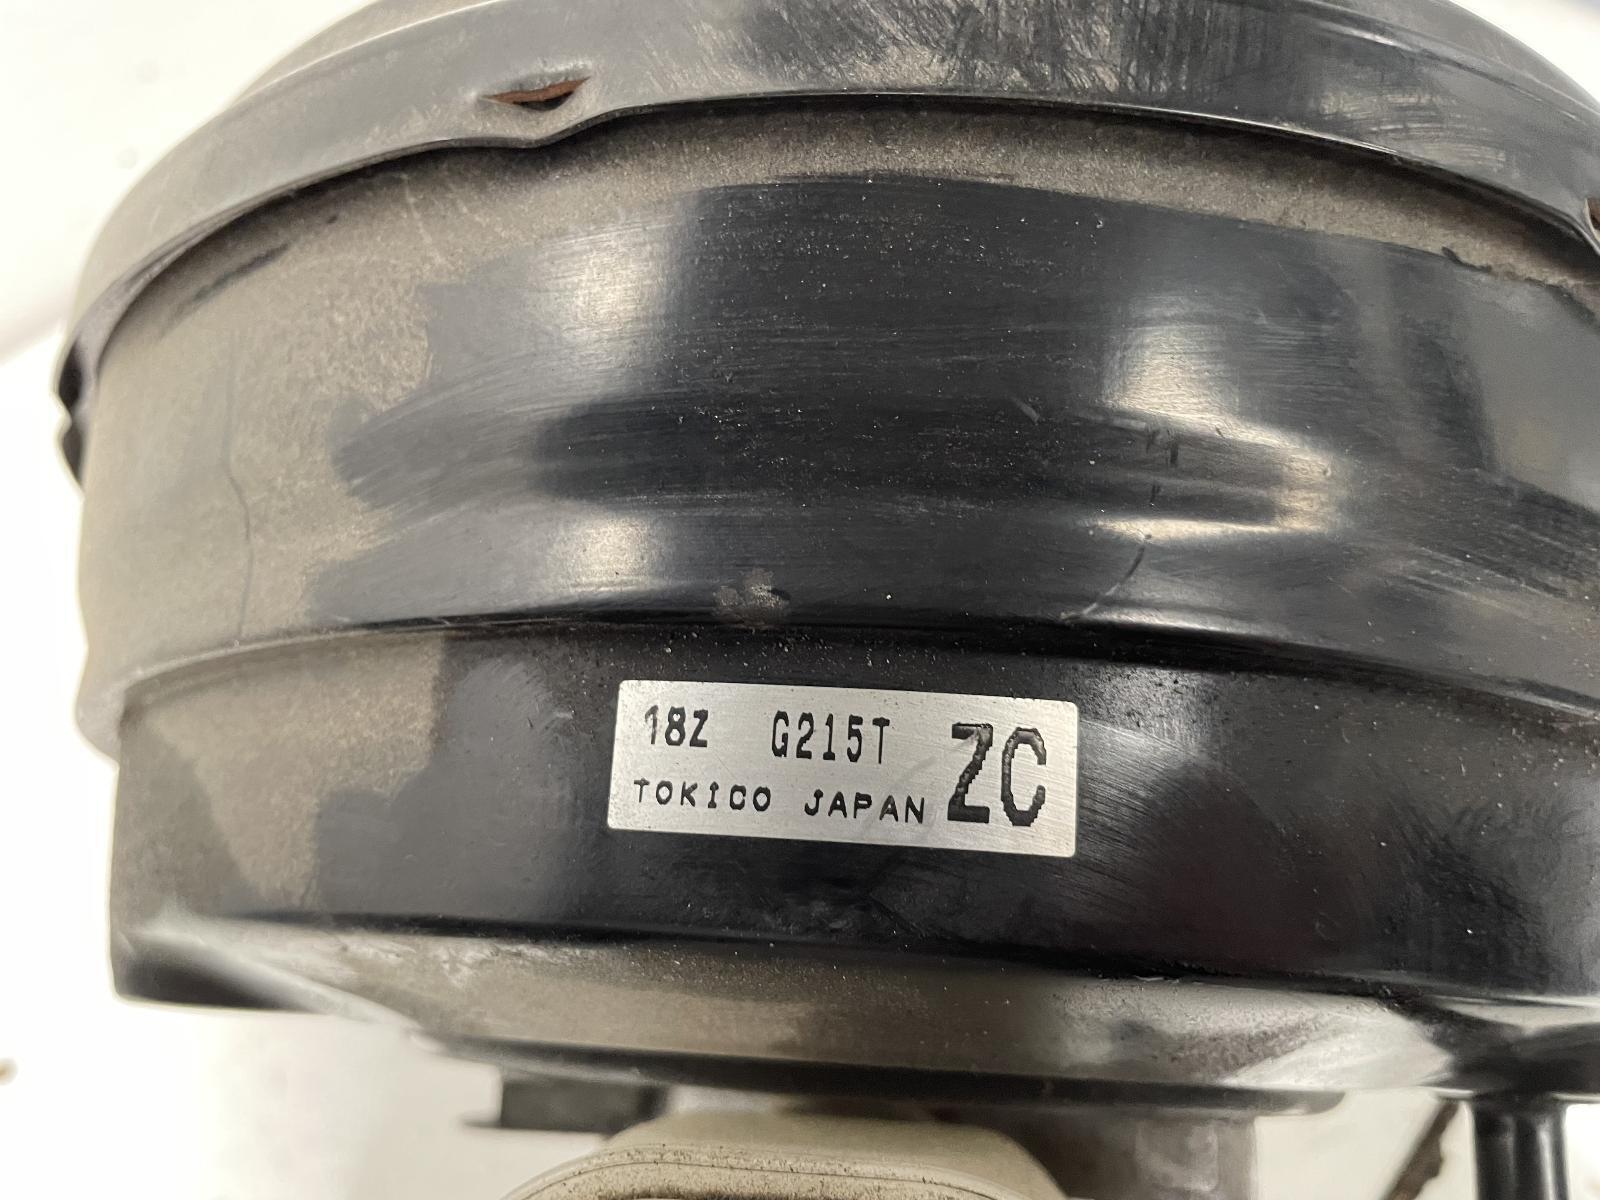 18Z G215T ZC
TOKICO JAPAN